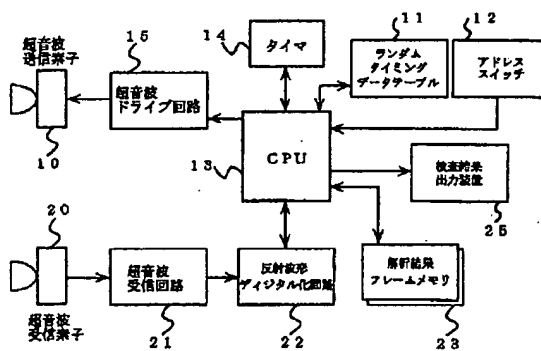 超音波
送信素子
10
15
超音波
ドライブ回路
14
タイマ
11
ランダム
タイミング
データテーブル
12
アドレス
スイッチ
13
CPU
検査結果
出力装置
25
20
超音波
受信素子
超音波
受信回路
21
反射波形
ディジタル化回路
22
解析結果
フレームメモリ
23